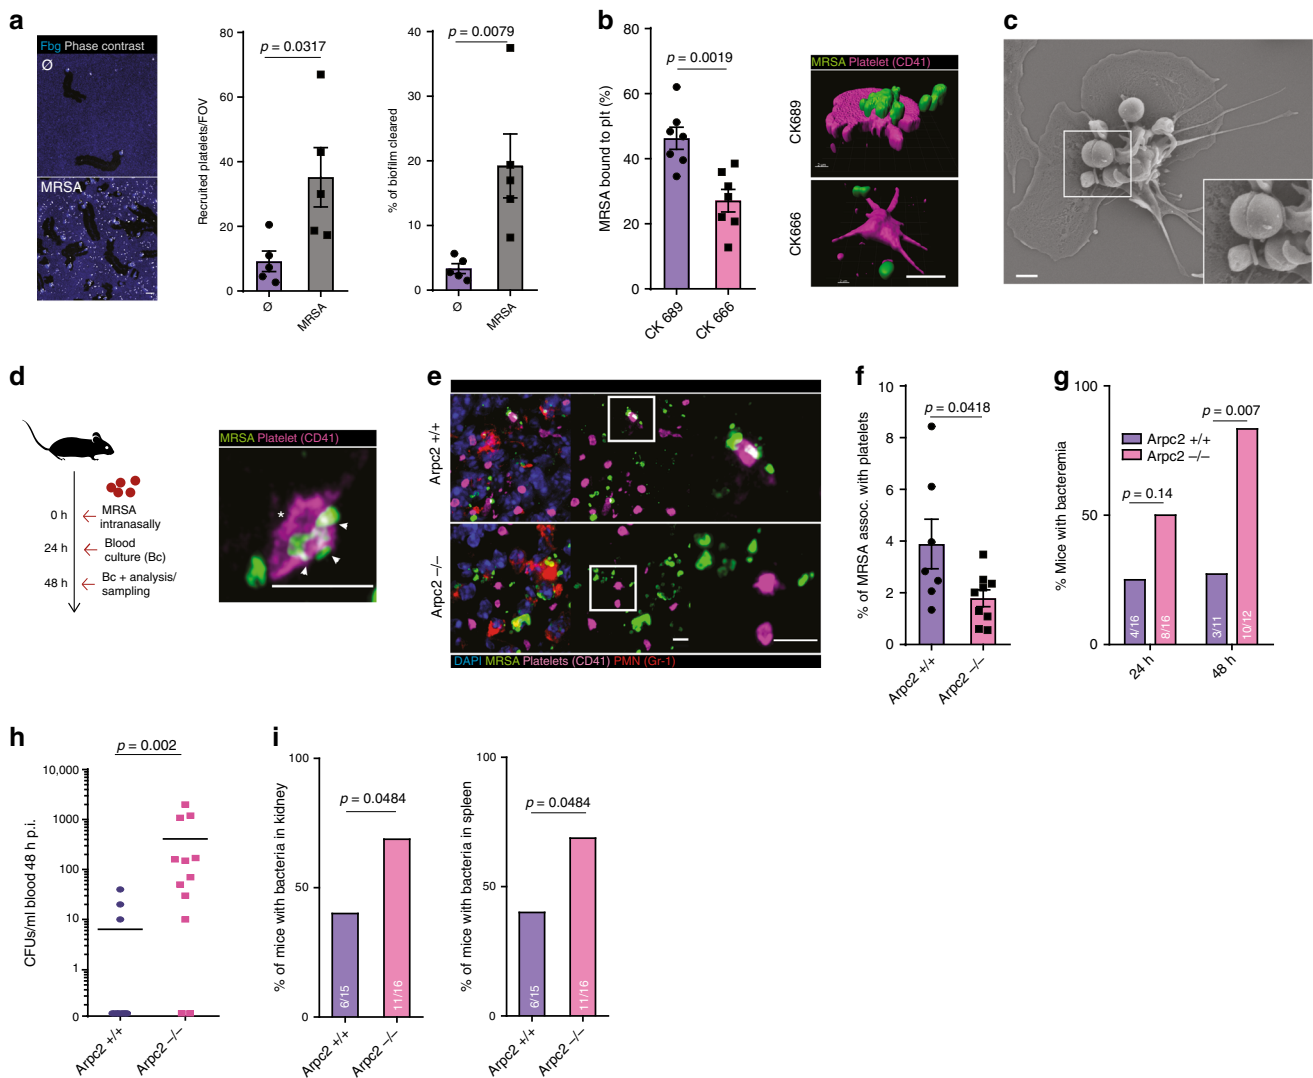 a
Fbg Phase contrast
Ø
MRSA
Recruited platelets/FOV
80
60
40
20
0
p = 0.0317
Ø
MRSA
% of biofilm cleared
40
30
20
10
0
p = 0.0079
Ø
MRSA
b
MRSA bound to plt (%)
80
60
40
20
0
p = 0.0019
CK 689
CK 666
MRSA Platelet (CD41)
CK689
CK666
c
d
0 h
MRSA
intranasally
24 h
Blood
culture (Bc)
48 h
Bc + analysis/
sampling
MRSA Platelet (CD41)
*
e
Arpc2 +/+
Arpc2 –/–
DAPI MRSA Platelets (CD41) PMN (Gr-1)
f
% of MRSA assoc. with platelets
10
8
6
4
2
0
p = 0.0418
Arpc2 +/+
Arpc2 –/–
g
% Mice with bacteremia
100
50
0
p = 0.007
Arpc2 +/+
Arpc2 –/–
p = 0.14
4/16
8/16
3/11
10/12
24 h
48 h
h
CFUs/ml blood 48 h p.i.
10,000
1000
100
10
1
0
p = 0.002
Arpc2 +/+
Arpc2 –/–
i
% of mice with bacteria in kidney
100
50
0
p = 0.0484
6/15
11/16
Arpc2 +/+
Arpc2 –/–
% of mice with bacteria in spleen
100
50
0
p = 0.0484
6/15
11/16
Arpc2 +/+
Arpc2 –/–